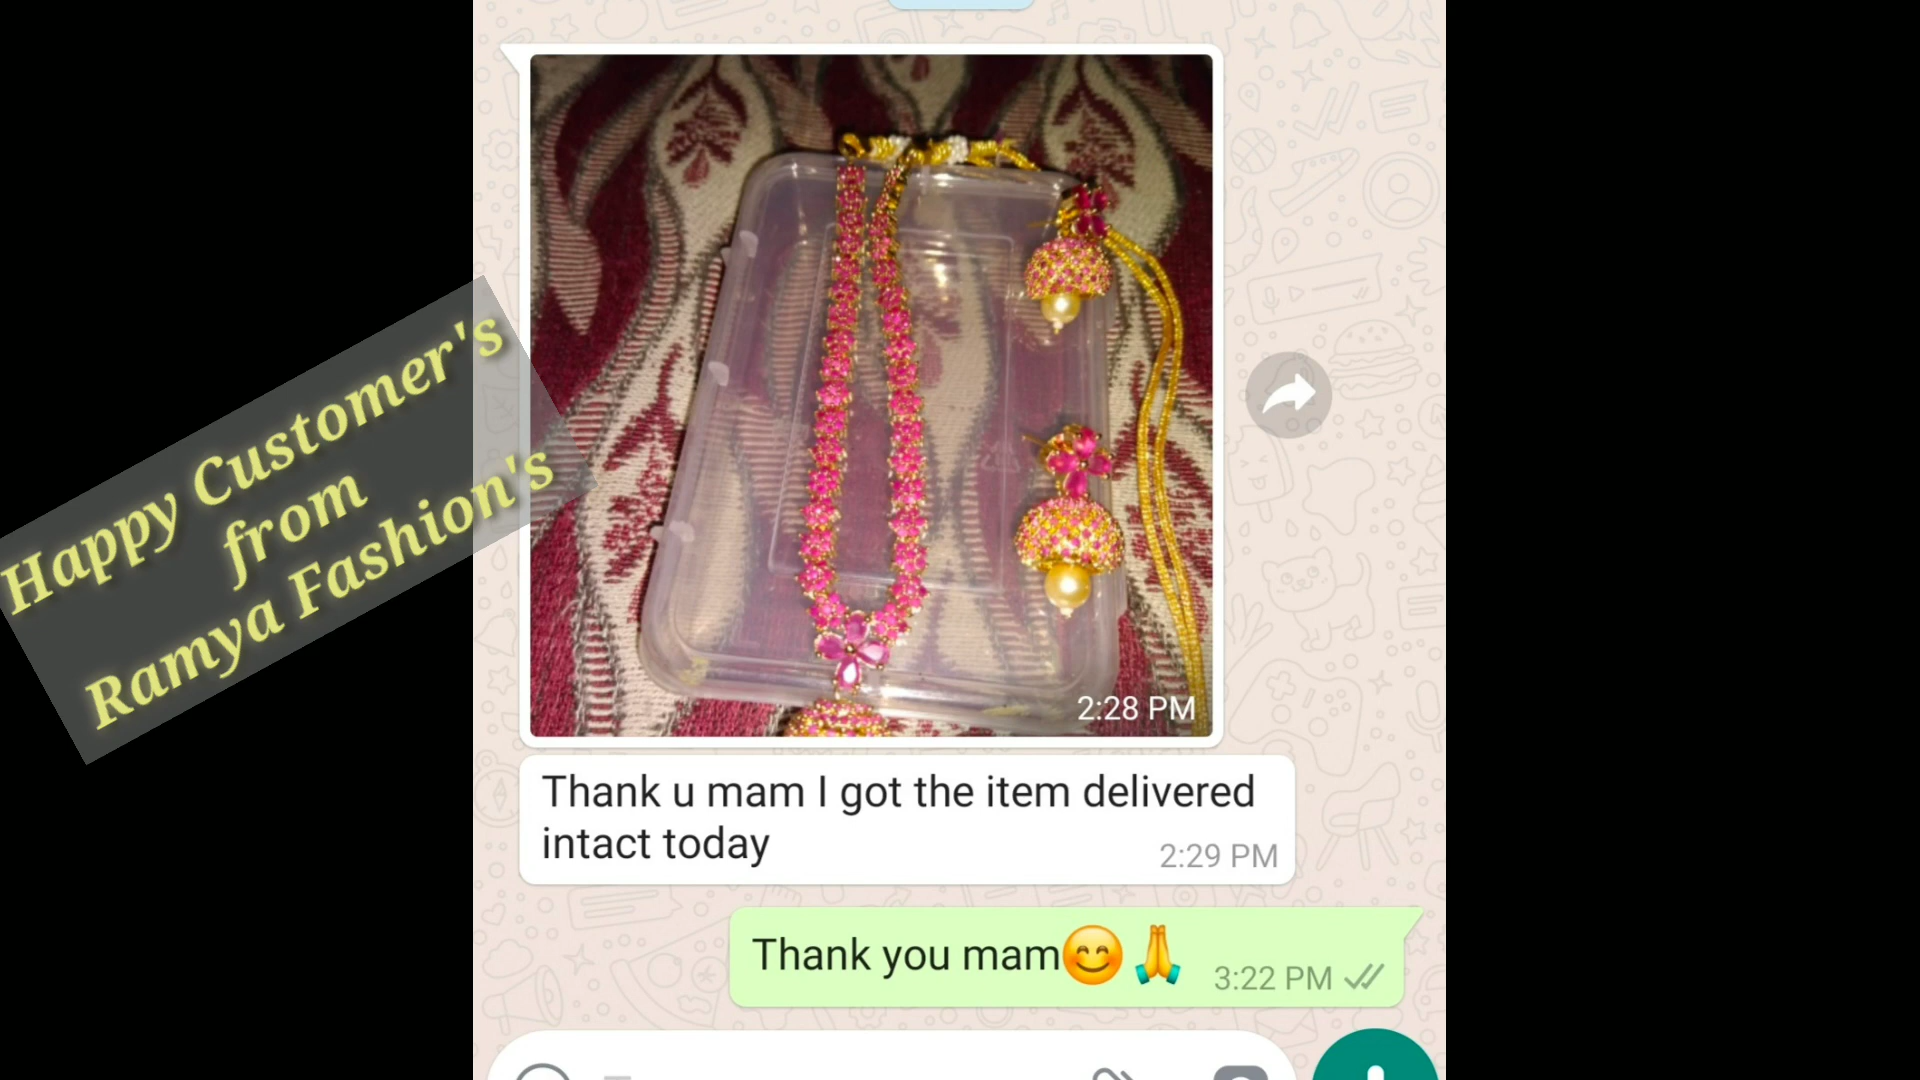 Happy Customer's
from
Ramya Fashion's
2:28 PM
Thank u mam I got the item delivered
intact today
2:29 PM
Thank you mam😊🙏
3:22 PM